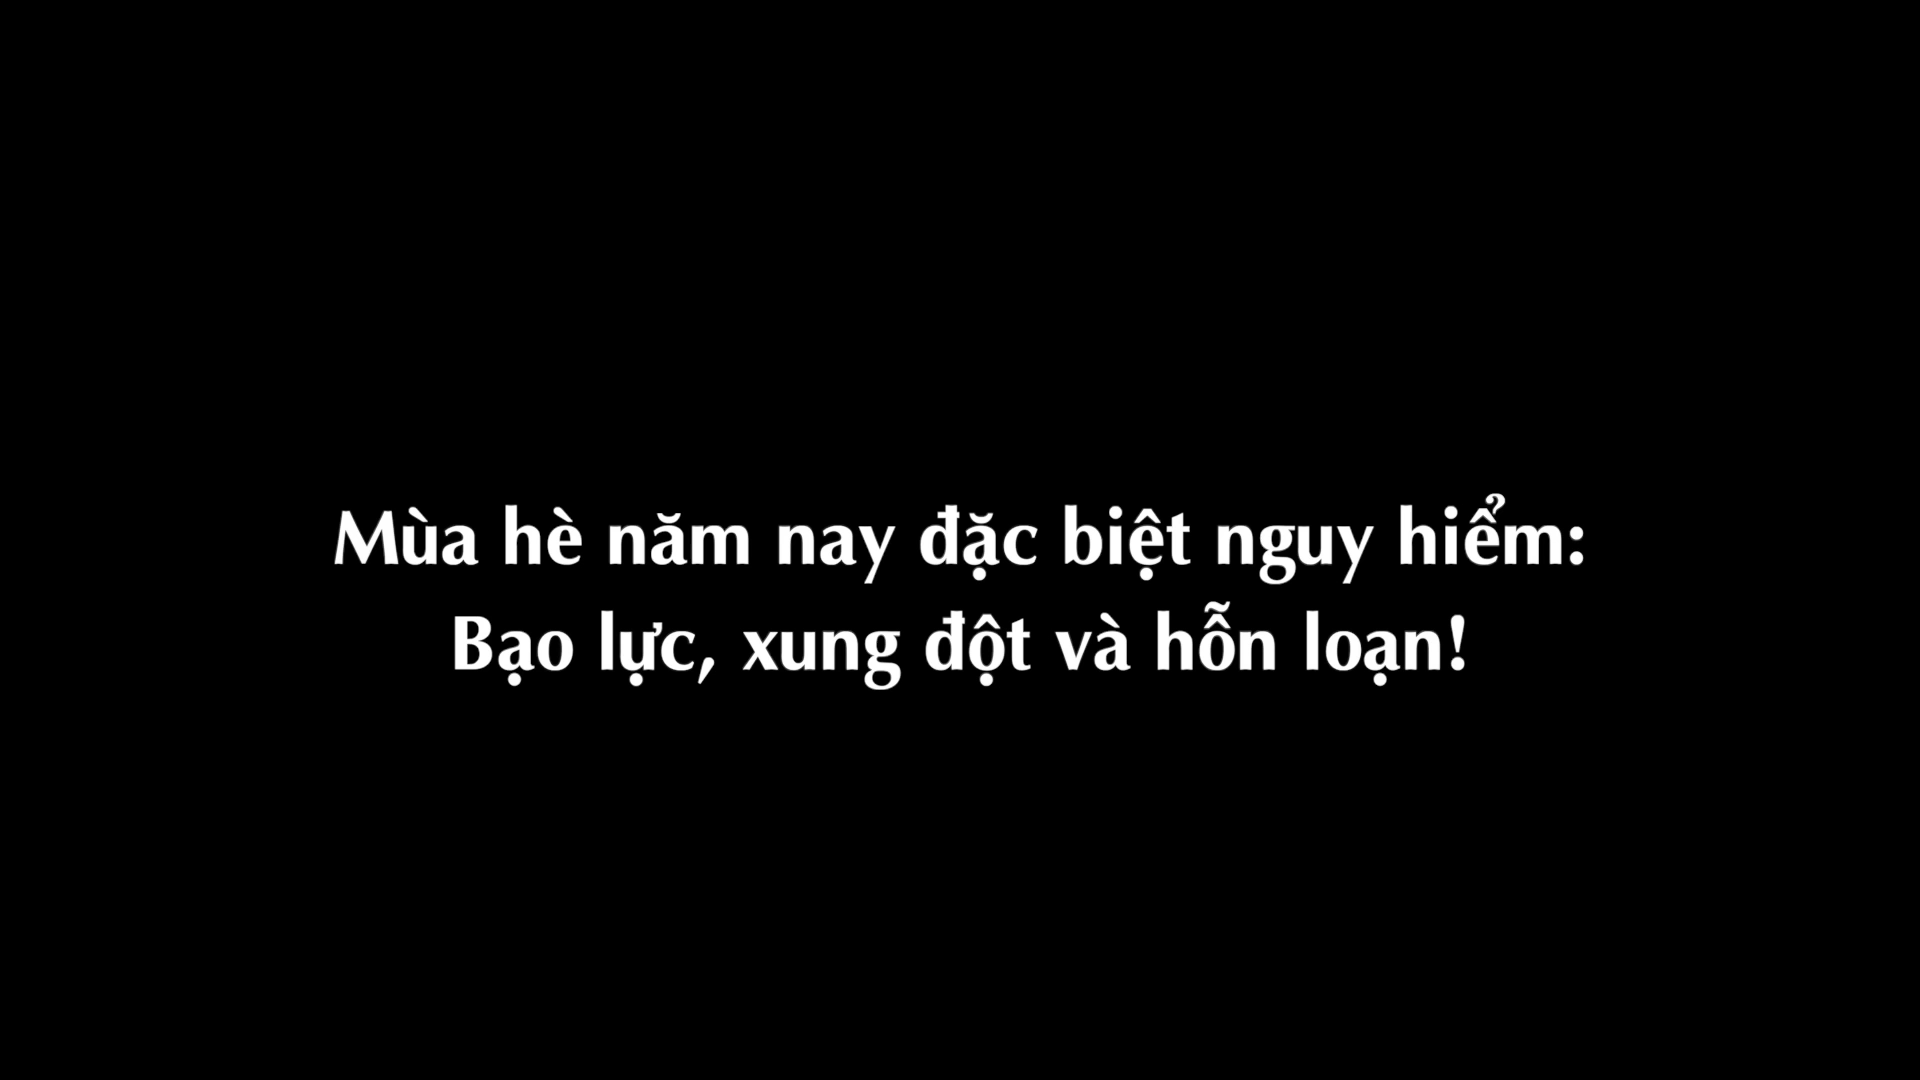 Mùa hè năm nay đặc biệt nguy hiểm:
Bạo lực, xung đột và hỗn loạn!